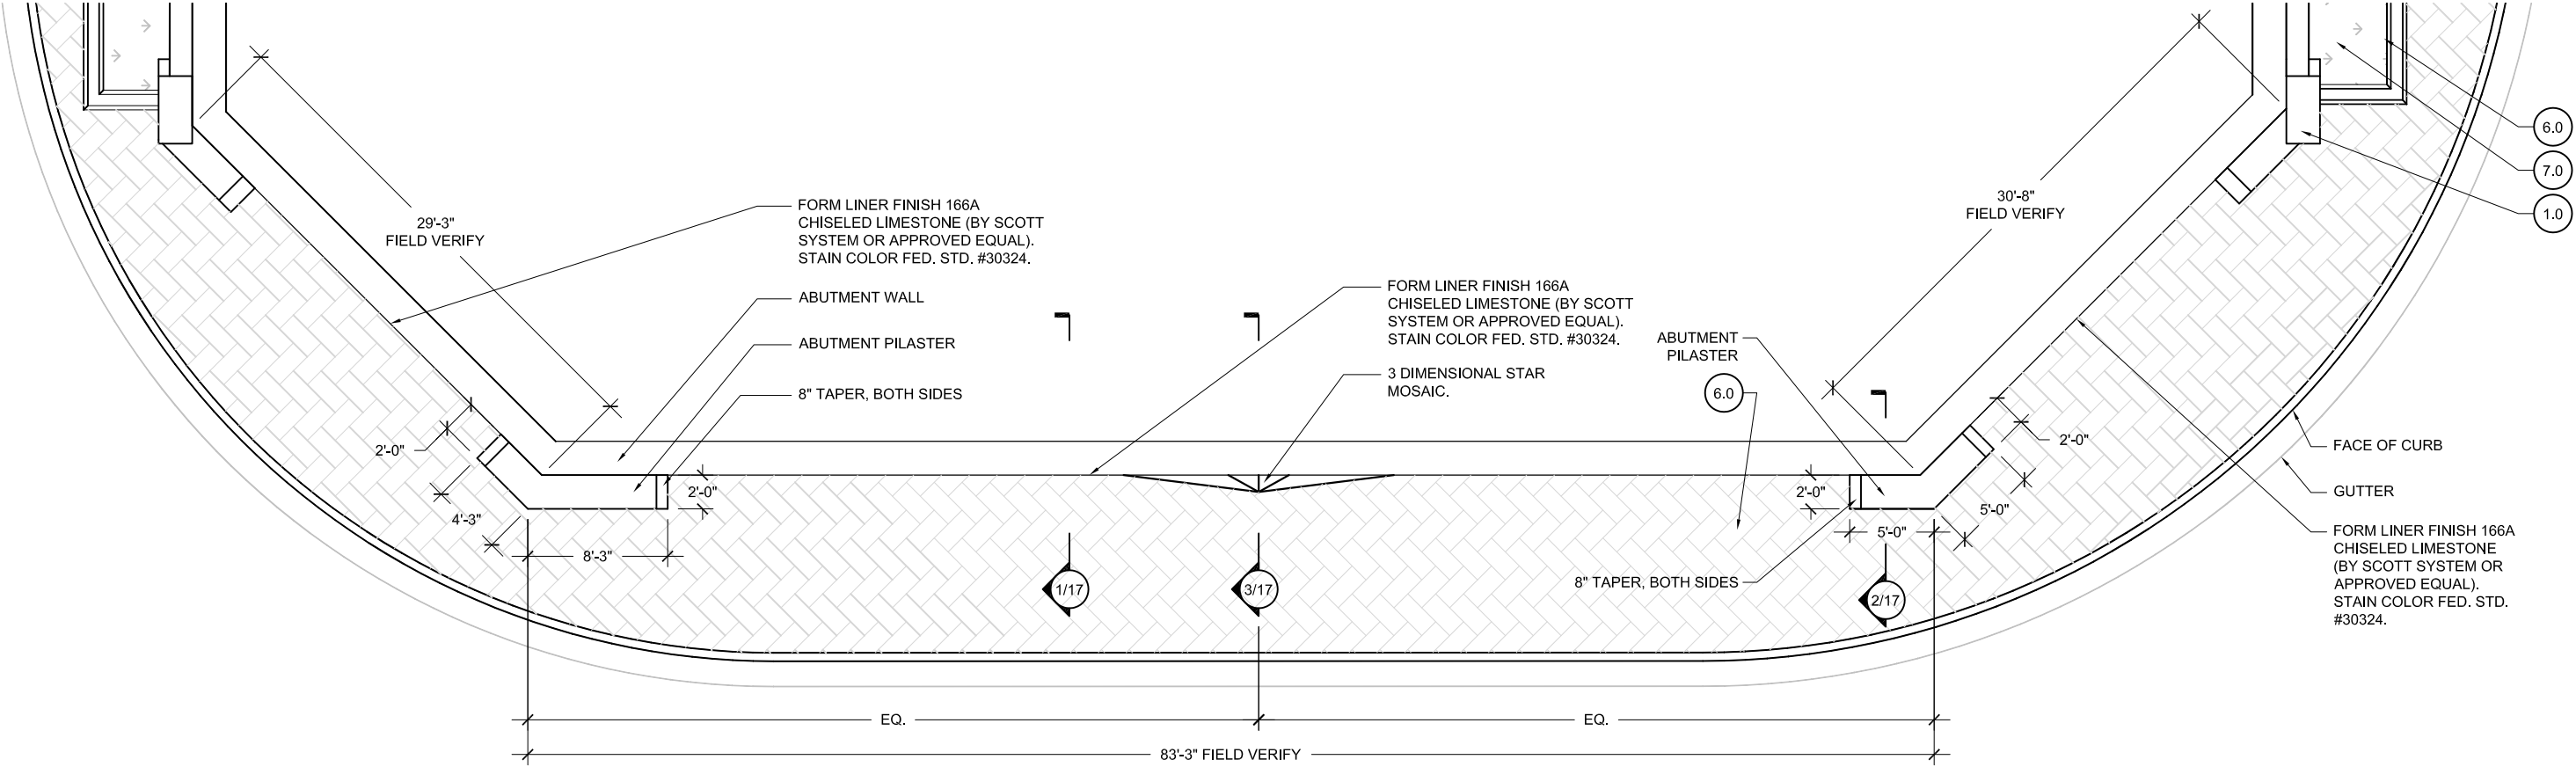 29'-3"
FIELD VERIFY
FORM LINER FINISH 166A
CHISELED LIMESTONE (BY SCOTT
SYSTEM OR APPROVED EQUAL).
STAIN COLOR FED. STD. #30324.
ABUTMENT WALL
ABUTMENT PILASTER
8" TAPER, BOTH SIDES
FORM LINER FINISH 166A
CHISELED LIMESTONE (BY SCOTT
SYSTEM OR APPROVED EQUAL).
STAIN COLOR FED. STD. #30324.
3 DIMENSIONAL STAR
MOSAIC.
ABUTMENT
PILASTER
6.0
30'-8"
FIELD VERIFY
6.0
7.0
1.0
2'-0"
4'-3"
8'-3"
2'-0"
1/17
3/17
2'-0"
5'-0"
8" TAPER, BOTH SIDES
2/17
2'-0"
5'-0"
FACE OF CURB
GUTTER
FORM LINER FINISH 166A
CHISELED LIMESTONE
(BY SCOTT SYSTEM OR
APPROVED EQUAL).
STAIN COLOR FED. STD.
#30324.
EQ.
EQ.
83'-3" FIELD VERIFY